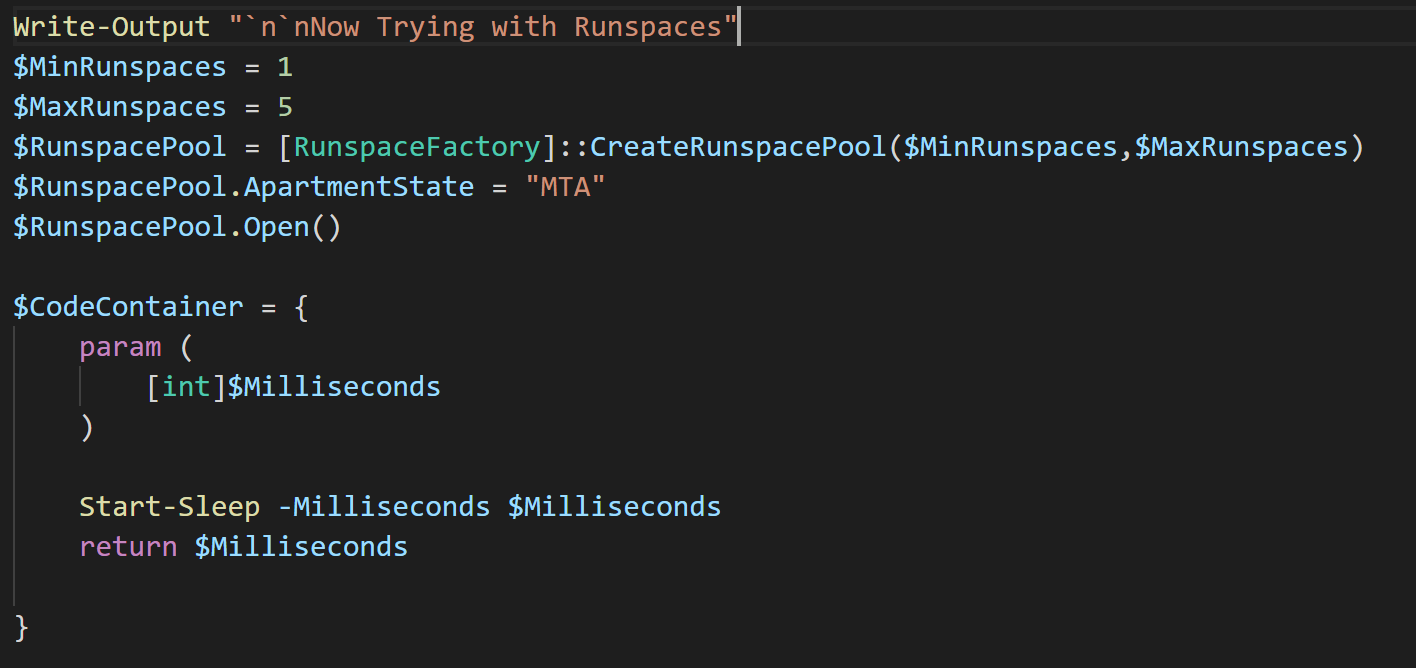 Write-Output "`n`nNow Trying with Runspaces"
$MinRunspaces = 1
$MaxRunspaces = 5
$RunspacePool = [RunspaceFactory]::CreateRunspacePool($MinRunspaces,$MaxRunspaces)
$RunspacePool.ApartmentState = "MTA"
$RunspacePool.Open()

$CodeContainer = {
    param (
        [int]$Milliseconds
    )

    Start-Sleep -Milliseconds $Milliseconds
    return $Milliseconds

}